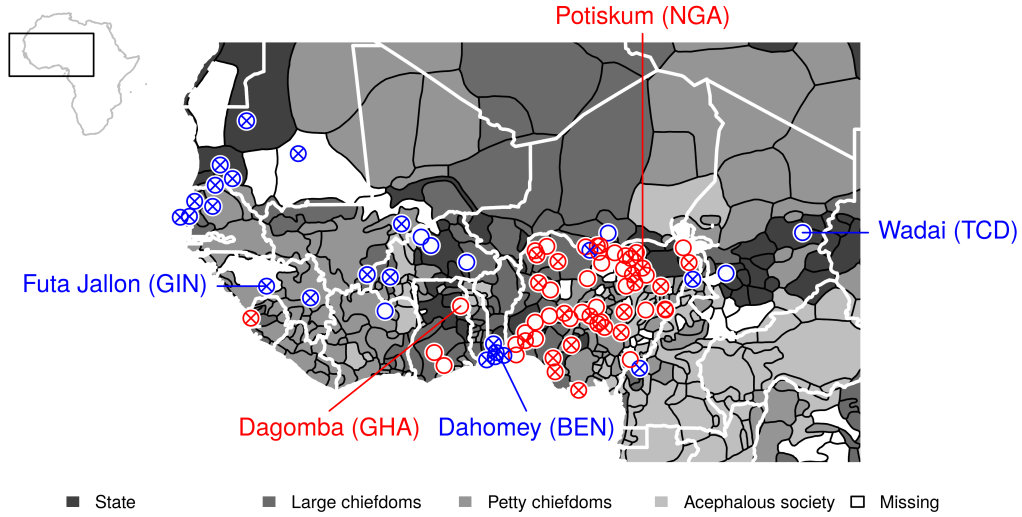 Potiskum (NGA)
Wadai (TCD)
Futa Jallon (GIN)
Dagomba (GHA)
Dahomey (BEN)
State
Large chiefdoms
Petty chiefdoms
Acephalous society
Missing